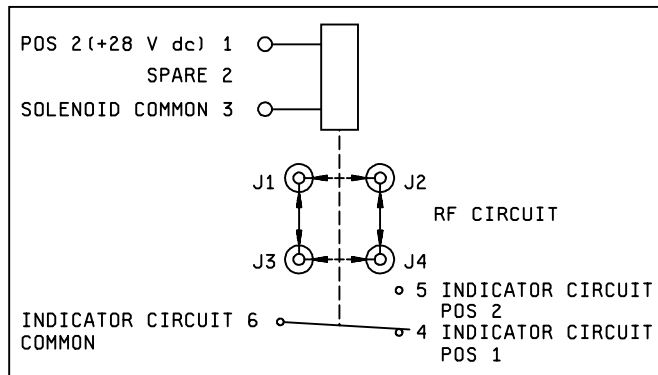 POS 2(+28 V dc) 1
SPARE 2
SOLENOID COMMON 3
J1
J2
RF CIRCUIT
J3
J4
5 INDICATOR CIRCUIT
POS 2
INDICATOR CIRCUIT 6
COMMON
4 INDICATOR CIRCUIT
POS 1